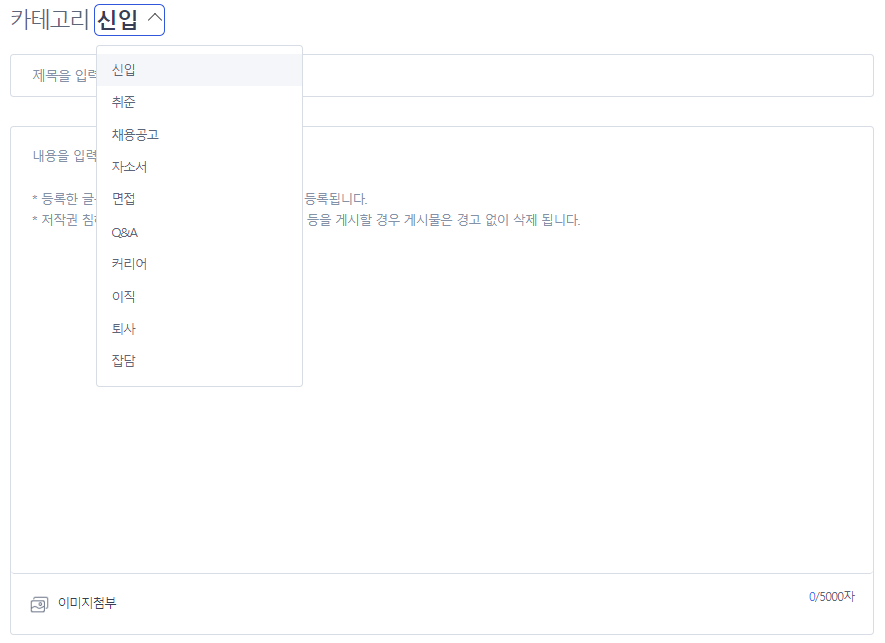 카테고리 신입
제목을 입력
신입
취준
채용공고
자소서
면접
Q&A
커리어
이직
퇴사
잡담
내용을 입력
* 등록한 글 등록됩니다.
* 저작권 침 등을 게시할 경우 게시물은 경고 없이 삭제 됩니다.
이미지첨부
0/5000자